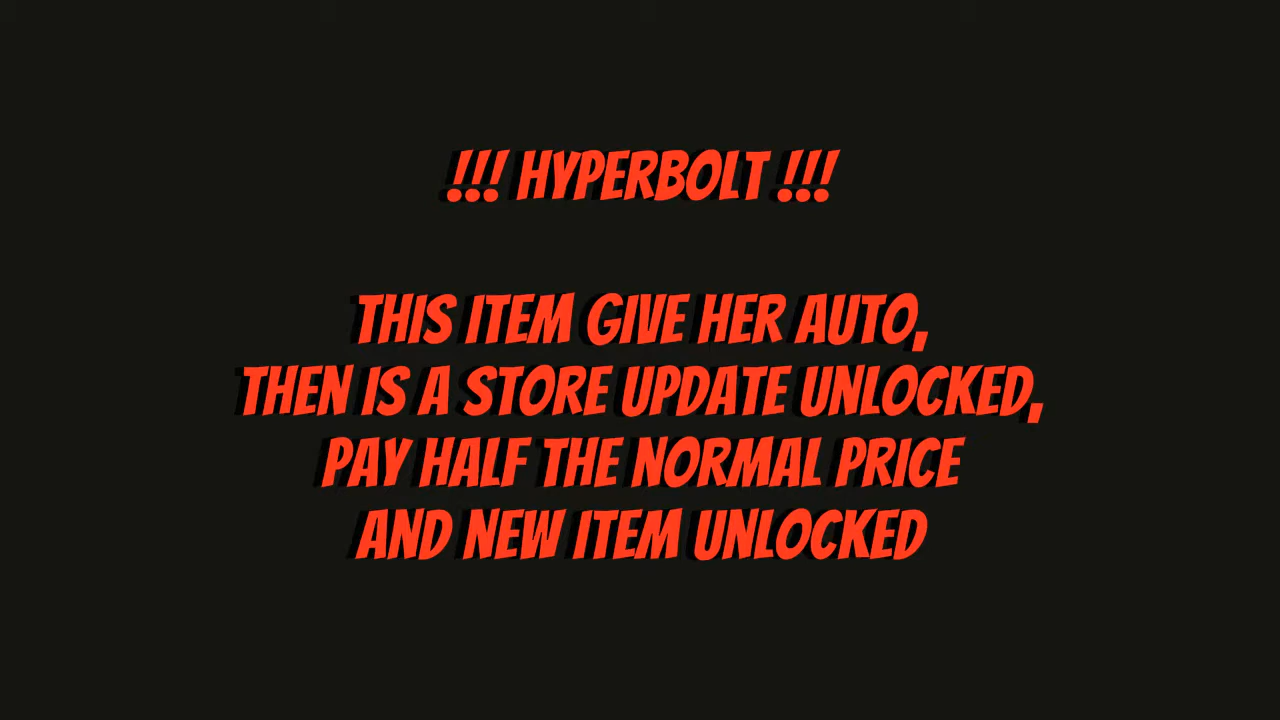 !!! HYPERBOLT !!!
THIS ITEM GIVE HER AUTO,
THEN IS A STORE UPDATE UNLOCKED,
PAY HALF THE NORMAL PRICE
AND NEW ITEM UNLOCKED